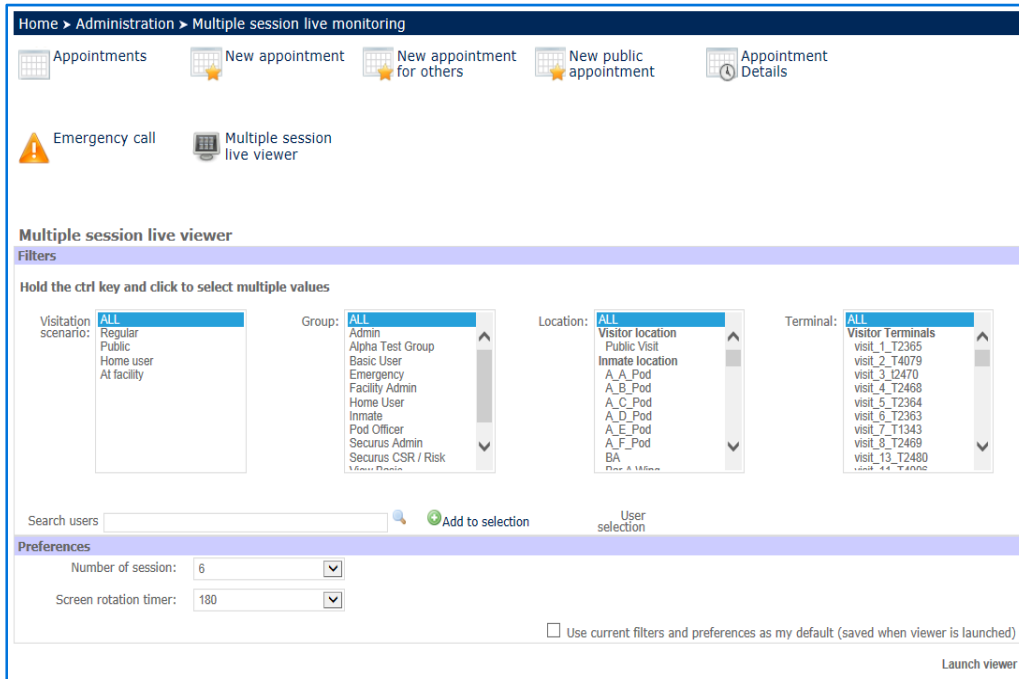 Home ➤ Administration ➤ Multiple session live monitoring
Appointments
New appointment
New appointment
for others
New public
appointment
Appointment
Details
Emergency call
Multiple session
live viewer
Multiple session live viewer
Filters
Hold the ctrl key and click to select multiple values
Visitation
scenario:
ALL
Regular
Public
Home user
At facility
Group:
ALL
Admin
Alpha Test Group
Basic User
Emergency
Facility Admin
Home User
Inmate
Pod Officer
Securus Admin
Securus CSR / Risk
View Basic
Location:
ALL
Visitor location
Public Visit
Inmate location
A_A_Pod
A_B_Pod
A_C_Pod
A_D_Pod
A_E_Pod
A_F_Pod
BA
Terminal:
ALL
Visitor Terminals
visit_1_T2365
visit_2_T4079
visit_3_t2470
visit_4_T2468
visit_5_T2364
visit_6_T2363
visit_7_T1343
visit_8_T2469
visit_13_T2480
Search users
Add to selection
User
selection
Preferences
Number of session:
6
Screen rotation timer:
180
Use current filters and preferences as my default (saved when viewer is launched)
Launch viewer